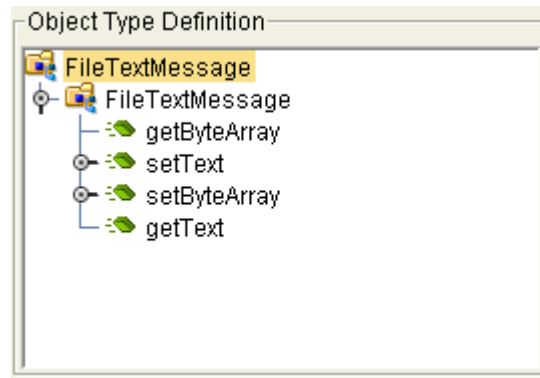 Object Type Definition
FileTextMessage
FileTextMessage
getByteArray
setText
setByteArray
getText